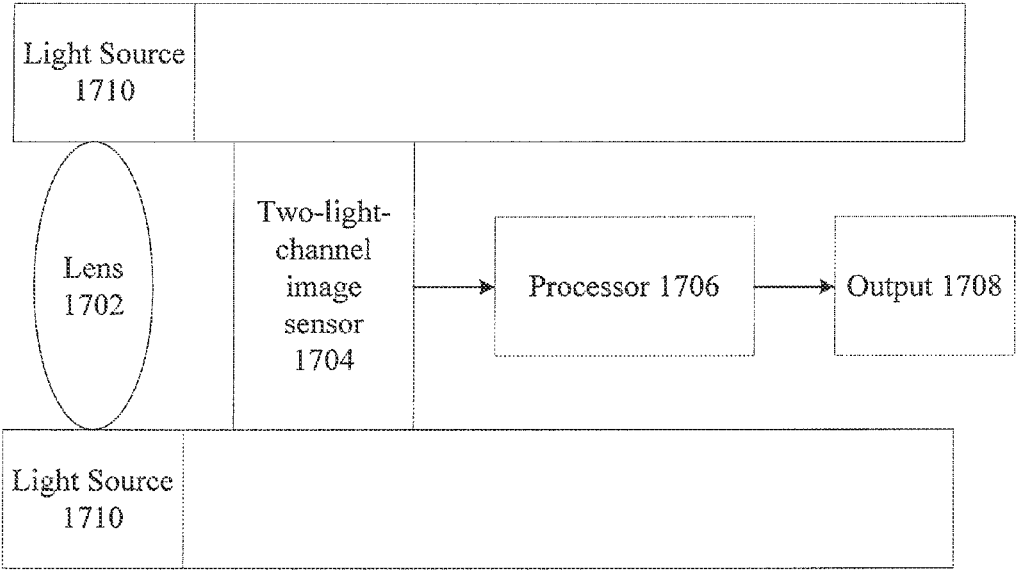 Light Source
1710
Lens
1702
Two-light-
channel
image
sensor
1704
Processor 1706
Output 1708
Light Source
1710